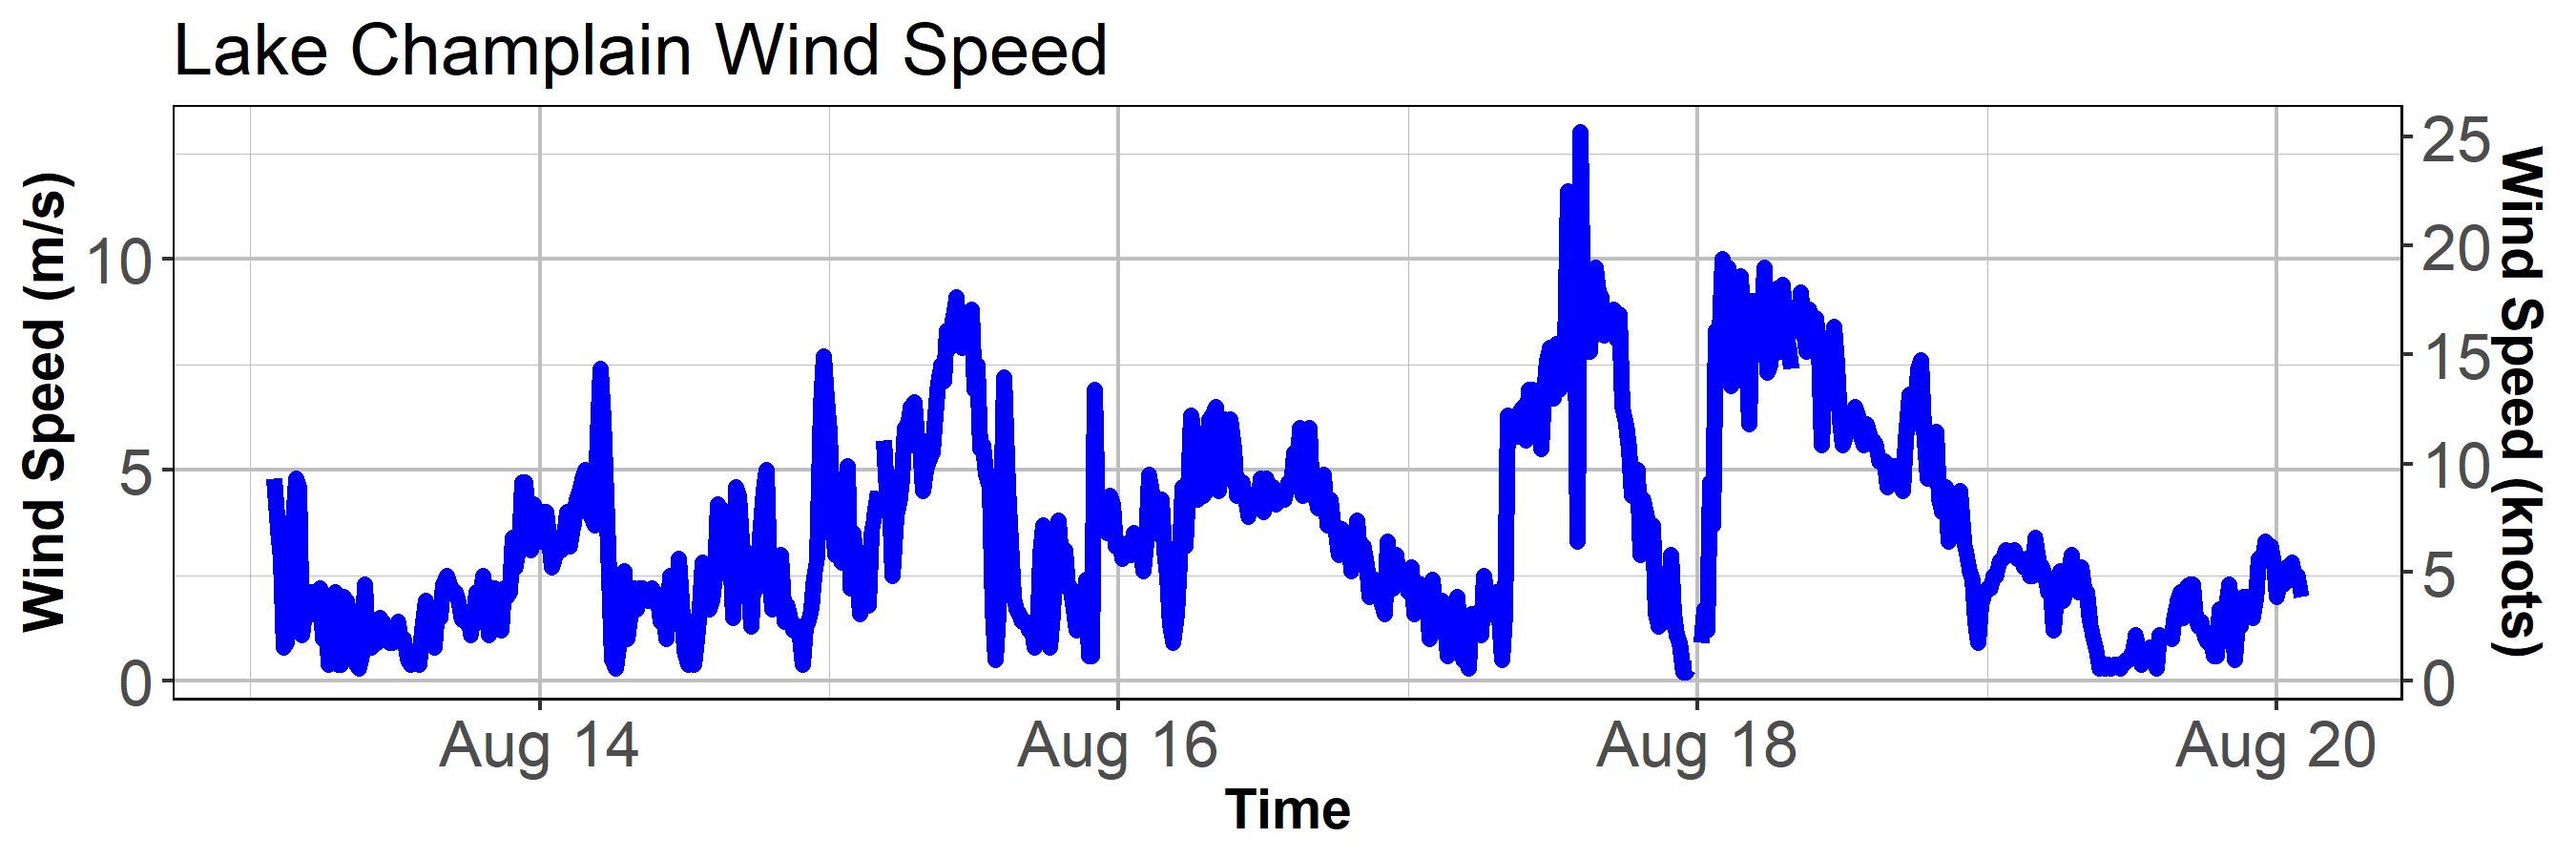 Lake Champlain Wind Speed
Wind Speed (m/s)
10
5
0
25
20
15
10
5
0
Wind Speed (knots)
Aug 14
Aug 16
Aug 18
Aug 20
Time